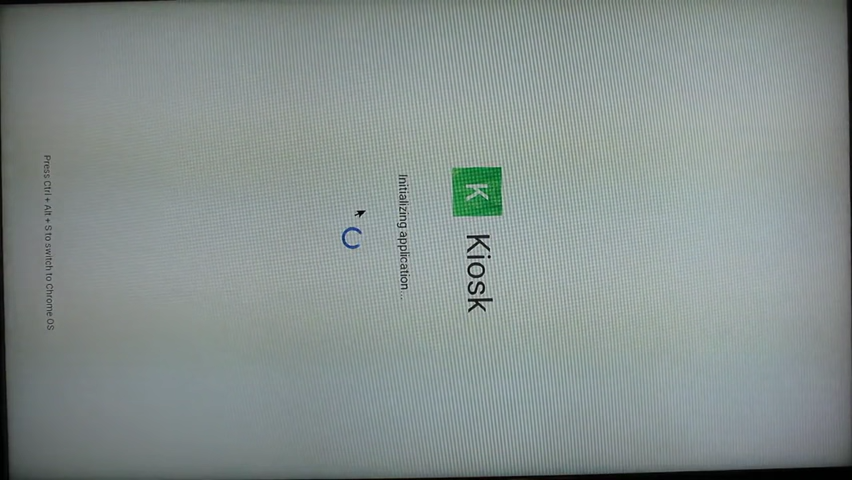 K Kiosk
Initializing application...
Press Ctrl + Alt + S to switch to Chrome OS